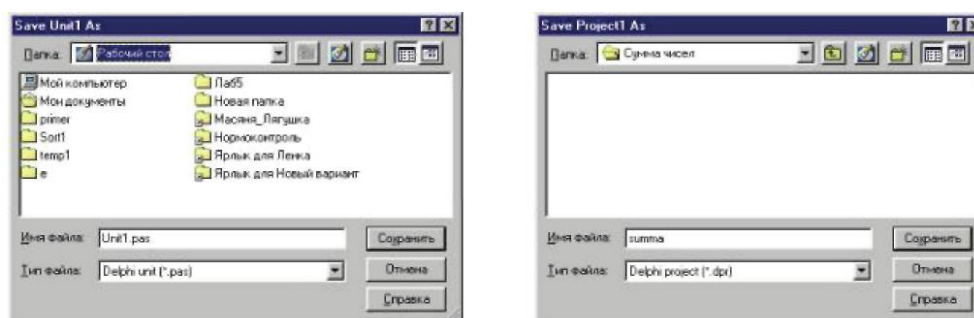 Save Unit1 As
Папка: Рабочий стол
Мой компьютер
Мои документы
primer
Sort1
temp1
e
Лаб5
Новая папка
Масяня_Лягушка
Нормоконтроль
Ярлык для Ленка
Ярлык для Новый вариант
Имя файла: Unit1.pas
Сохранить
Тип файла: Delphi unit (*.pas)
Отмена
Справка
Save Project1 As
Папка: Сумма чисел
Имя файла: summa
Сохранить
Тип файла: Delphi project (*.dpr)
Отмена
Справка